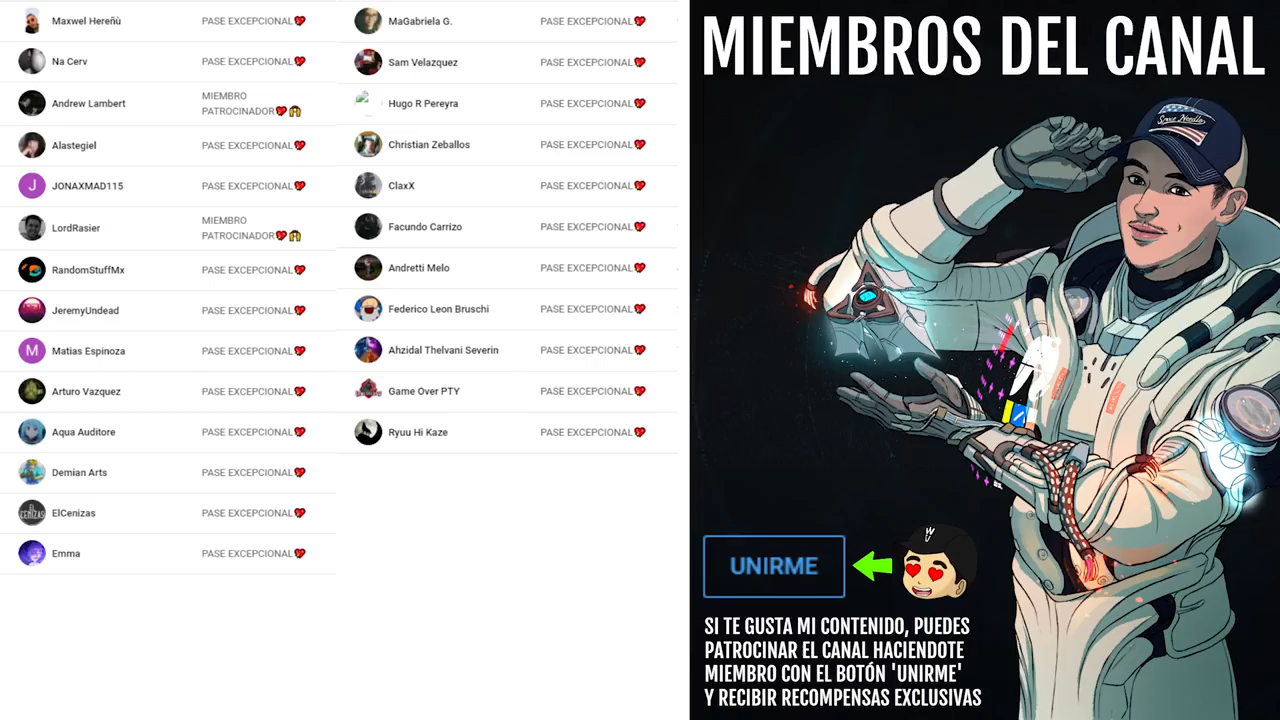 Maxwel Hereñù PASE EXCEPCIONAL
Na Cerv PASE EXCEPCIONAL
Andrew Lambert MIEMBRO
PATROCINADOR
Alastegiel PASE EXCEPCIONAL
J JONAXMAD115 PASE EXCEPCIONAL
LordRasier MIEMBRO
PATROCINADOR
RandomStuffMx PASE EXCEPCIONAL
JeremyUndead PASE EXCEPCIONAL
M Matias Espinoza PASE EXCEPCIONAL
Arturo Vazquez PASE EXCEPCIONAL
Aqua Auditore PASE EXCEPCIONAL
Demian Arts PASE EXCEPCIONAL
ElCenizas PASE EXCEPCIONAL
Emma PASE EXCEPCIONAL
MaGabriela G. PASE EXCEPCIONAL
Sam Velazquez PASE EXCEPCIONAL
Hugo R Pereyra PASE EXCEPCIONAL
Christian Zeballos PASE EXCEPCIONAL
ClaxX PASE EXCEPCIONAL
Facundo Carrizo PASE EXCEPCIONAL
Andretti Melo PASE EXCEPCIONAL
Federico Leon Bruschi PASE EXCEPCIONAL
Ahzidal Thelvani Severin PASE EXCEPCIONAL
Game Over PTY PASE EXCEPCIONAL
Ryuu Hi Kaze PASE EXCEPCIONAL
MIEMBROS DEL CANAL
Space Needle
UNIRME
SI TE GUSTA MI CONTENIDO, PUEDES
PATROCINAR EL CANAL HACIENDOTE
MIEMBRO CON EL BOTÓN 'UNIRME'
Y RECIBIR RECOMPENSAS EXCLUSIVAS